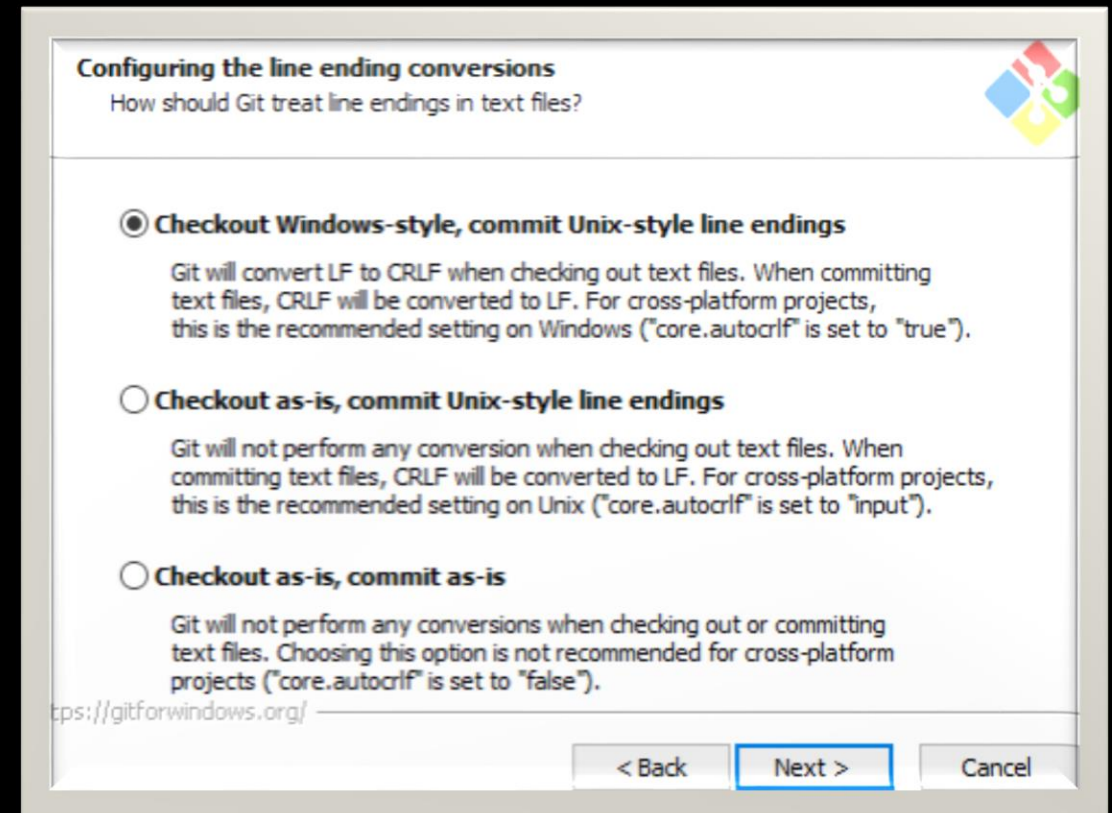 Configuring the line ending conversions
How should Git treat line endings in text files?
Checkout Windows-style, commit Unix-style line endings
Git will convert LF to CRLF when checking out text files. When committing
text files, CRLF will be converted to LF. For cross-platform projects,
this is the recommended setting on Windows ("core.autocrlf" is set to "true").
Checkout as-is, commit Unix-style line endings
Git will not perform any conversion when checking out text files. When
committing text files, CRLF will be converted to LF. For cross-platform projects,
this is the recommended setting on Unix ("core.autocrlf" is set to "input").
Checkout as-is, commit as-is
Git will not perform any conversions when checking out or committing
text files. Choosing this option is not recommended for cross-platform
projects ("core.autocrlf" is set to "false").
tps://gitforwindows.org/
< Back Next > Cancel